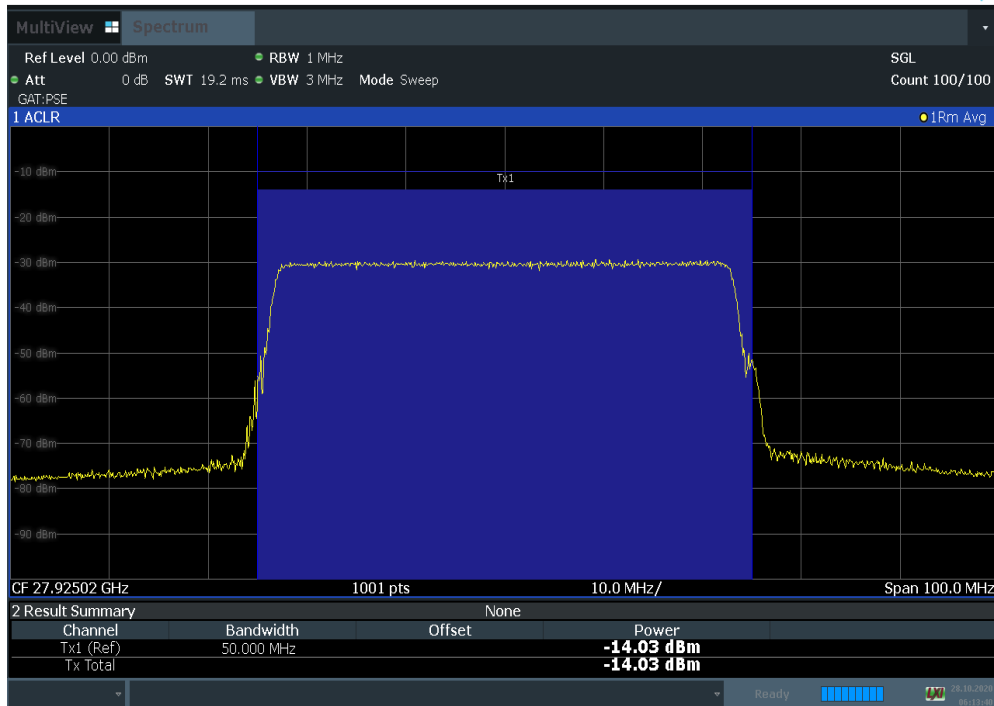 MultiView Spectrum
Ref Level 0.00 dBm RBW 1 MHz SGL
Att 0 dB SWT 19.2 ms VBW 3 MHz Mode Sweep Count 100/100
GAT:PSE
1 ACLR 1Rm Avg
Tx1
-10 dBm
-20 dBm
-30 dBm
-40 dBm
-50 dBm
-60 dBm
-70 dBm
-80 dBm
-90 dBm
CF 27.92502 GHz 1001 pts 10.0 MHz/ Span 100.0 MHz
2 Result Summary None
Channel Bandwidth Offset Power
Tx1 (Ref) 50.000 MHz -14.03 dBm
Tx Total -14.03 dBm
Ready LXI 28.10.2020
06:13:40